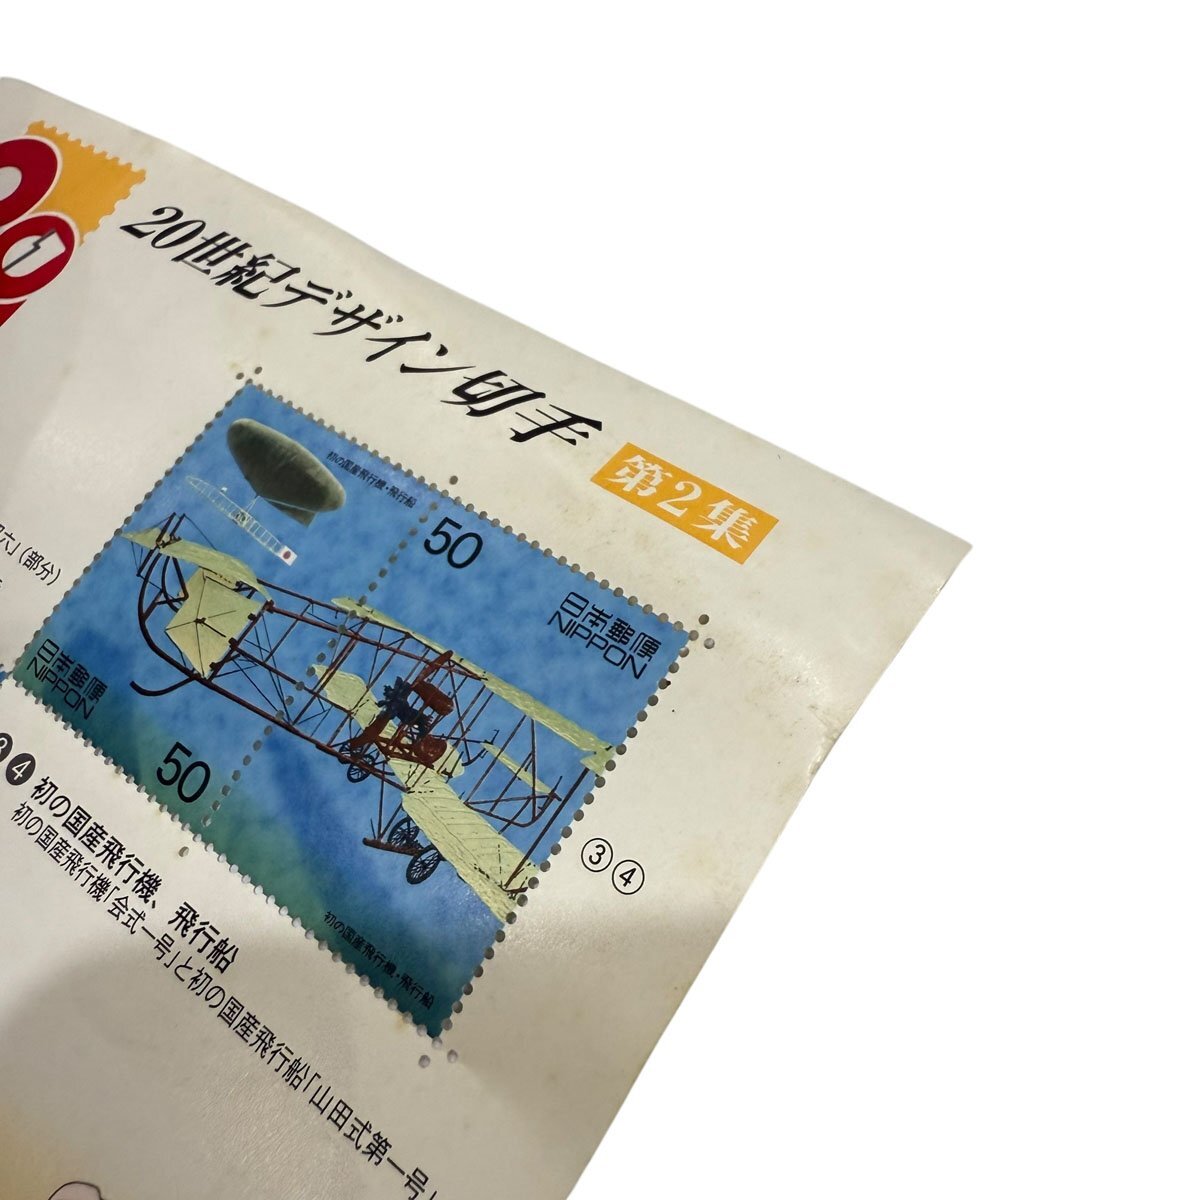 20世紀デザイン切手
第2集
初の国産飛行機・飛行船
50
日本郵便
NIPPON
日本郵便
NIPPON
50
初の国産飛行機・飛行船
③④
六」(部分)
❹ 初の国産飛行機、飛行船
初の国産飛行機「会式一号」と初の国産飛行船「山田式第一号」